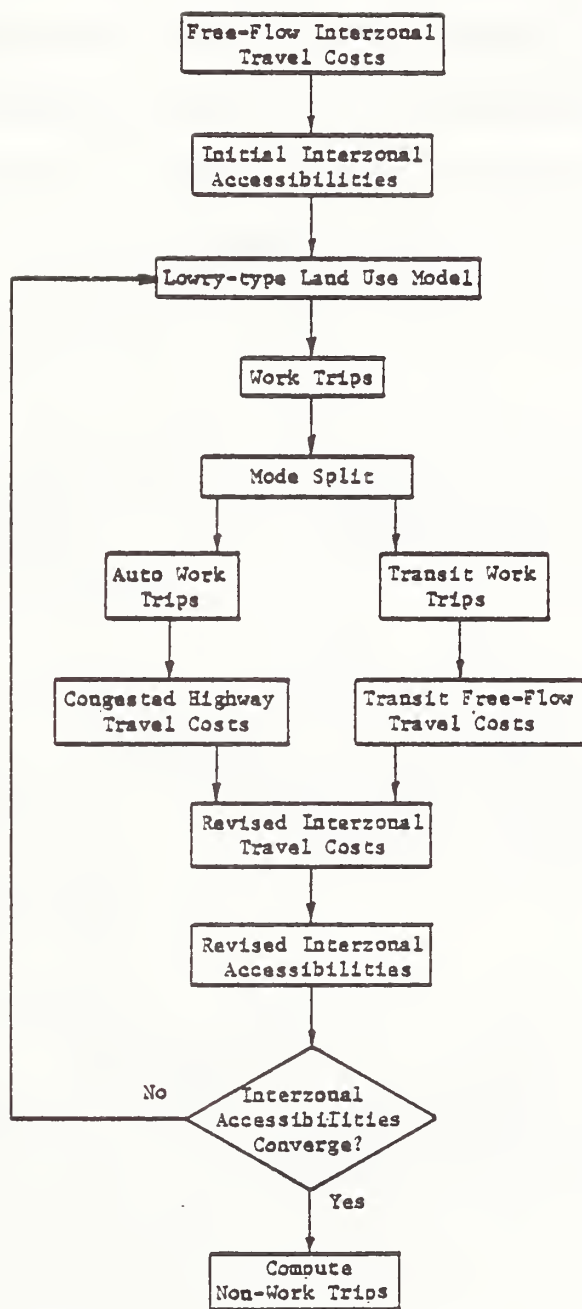 Free-Flow Interzonal
Travel Costs
Initial Interzonal
Accessibilities
Lowry-type Land Use Model
Work Trips
Mode Split
Auto Work
Trips
Transit Work
Trips
Congested Highway
Travel Costs
Transit Free-Flow
Travel Costs
Revised Interzonal
Travel Costs
Revised Interzonal
Accessibilities
No
Interzonal
Accessibilities
Converge?
Yes
Compute
Non-Work Trips